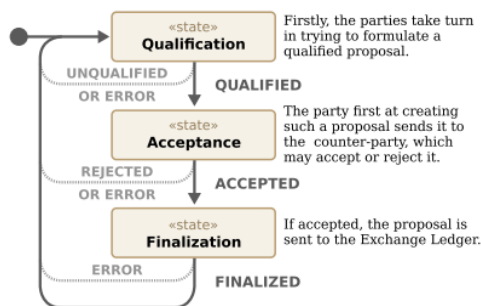 «state»
Qualification
Firstly, the parties take turn
in trying to formulate a
qualified proposal.
UNQUALIFIED
OR ERROR
QUALIFIED
«state»
Acceptance
The party first at creating
such a proposal sends it to
the counter-party, which
may accept or reject it.
REJECTED
OR ERROR
ACCEPTED
«state»
Finalization
If accepted, the proposal is
sent to the Exchange Ledger.
ERROR
FINALIZED